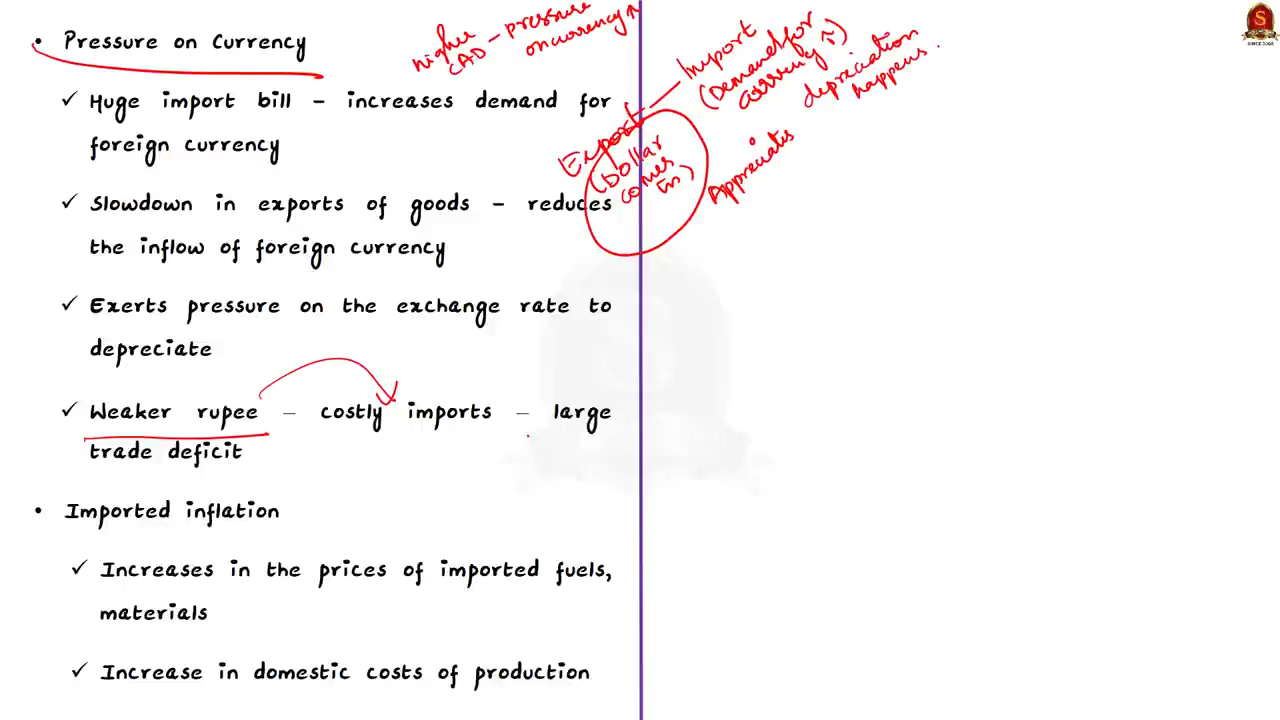 • Pressure on Currency
✓ Huge import bill – increases demand for
foreign currency
✓ Slowdown in exports of goods – reduces
the inflow of foreign currency
✓ Exerts pressure on the exchange rate to
depreciate
✓ Weaker rupee – costly imports – large
trade deficit
• Imported inflation
✓ Increases in the prices of imported fuels,
materials
✓ Increase in domestic costs of production
higher
CAD – pressure
on currency ↑
Export — Import
(Dollar
comes
in)
(Demand for
currency ↑)
depreciation
happens.
Appreciates
S
SINCE 2004